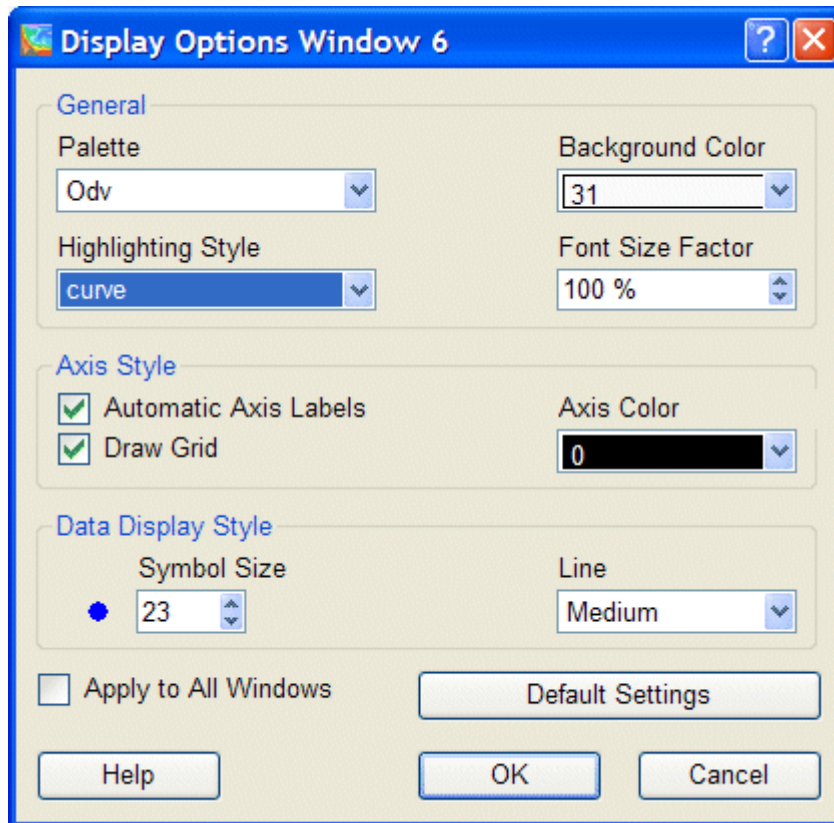 Display Options Window 6
?
General
Palette
Background Color
Odv
31
Highlighting Style
Font Size Factor
curve
100 %
Axis Style
Automatic Axis Labels
Axis Color
Draw Grid
0
Data Display Style
Symbol Size
Line
23
Medium
Apply to All Windows
Default Settings
Help
OK
Cancel